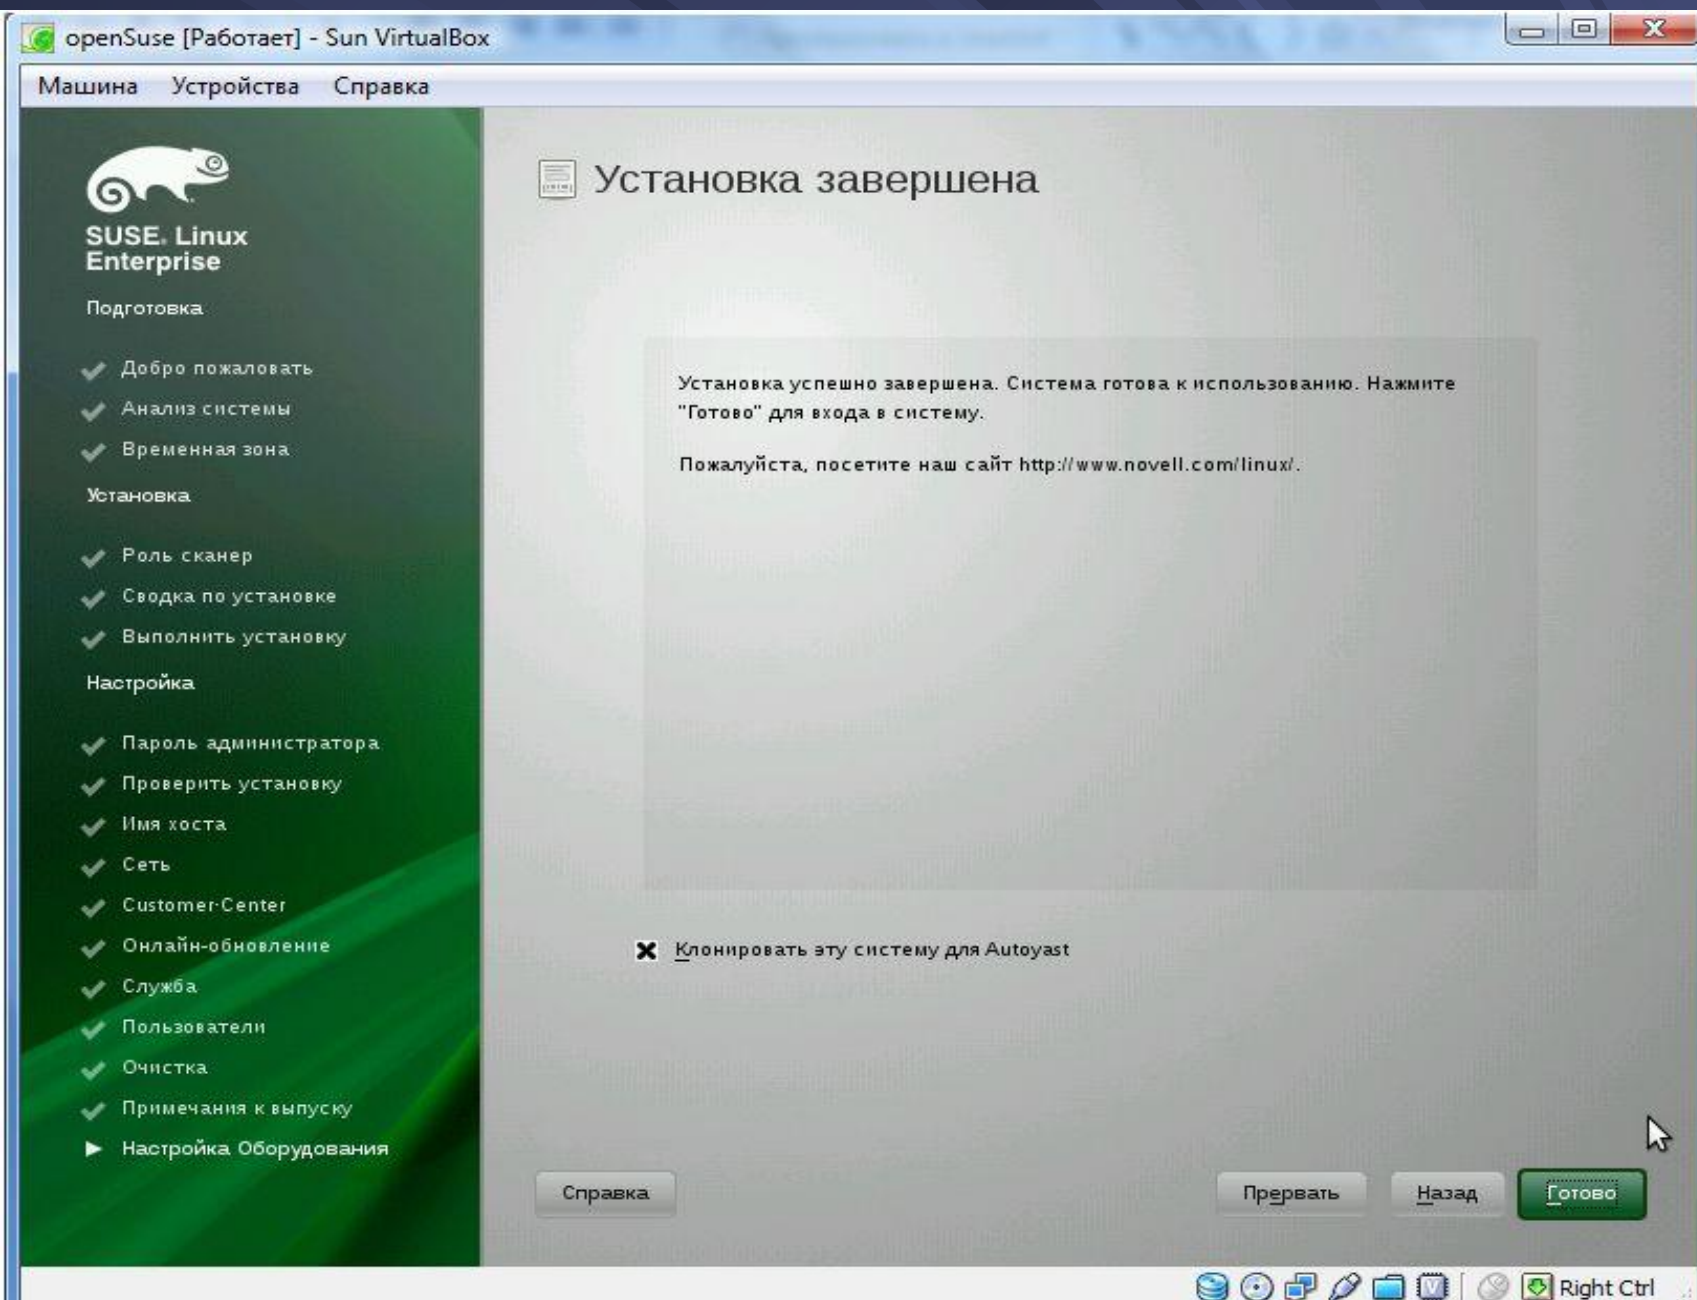 openSuse [Работает] - Sun VirtualBox
Машина Устройства Справка
SUSE. Linux
Enterprise
Подготовка
Добро пожаловать
Анализ системы
Временная зона
Установка
Роль сканер
Сводка по установке
Выполнить установку
Настройка
Пароль администратора
Проверить установку
Имя хоста
Сеть
Customer Center
Онлайн-обновление
Служба
Пользователи
Очистка
Примечания к выпуску
Настройка Оборудования
Установка завершена
Установка успешно завершена. Система готова к использованию. Нажмите
"Готово" для входа в систему.
Пожалуйста, посетите наш сайт http://www.novell.com/linux/.
Клонировать эту систему для Autoyast
Справка Прервать Назад Готово
Right Ctrl